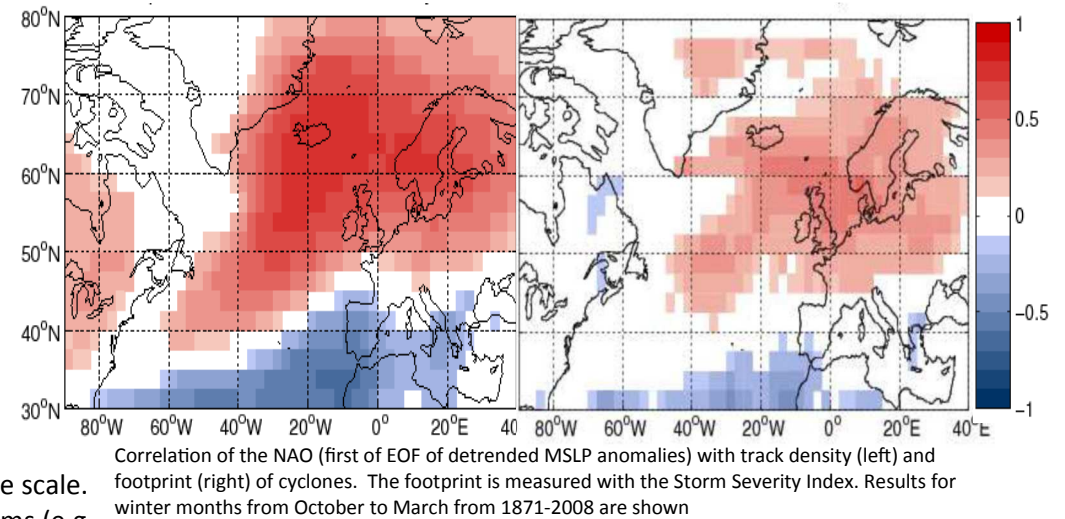 80°N
70°N
60°N
50°N
40°N
30°N
80°W 60°W 40°W 20°W 0° 20°E 40
80°W 60°W 40°W 20°W 0° 20°E 40°E
1
0.5
0
−0.5
−1
Correlation of the NAO (first of EOF of detrended MSLP anomalies) with track density (left) and
footprint (right) of cyclones. The footprint is measured with the Storm Severity Index. Results for
winter months from October to March from 1871-2008 are shown
e scale.
ms (e.g.